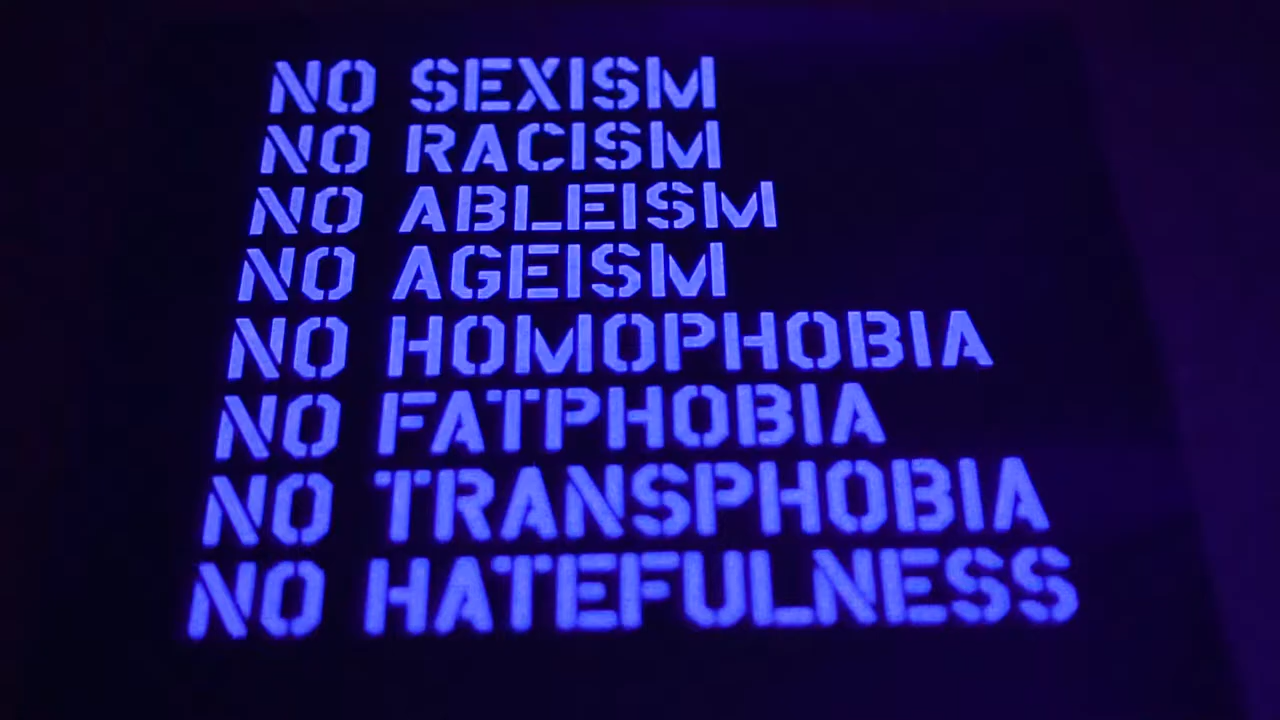 NO SEXISM
NO RACISM
NO ABLEISM
NO AGEISM
NO HOMOPHOBIA
NO FATPHOBIA
NO TRANSPHOBIA
NO HATEFULNESS